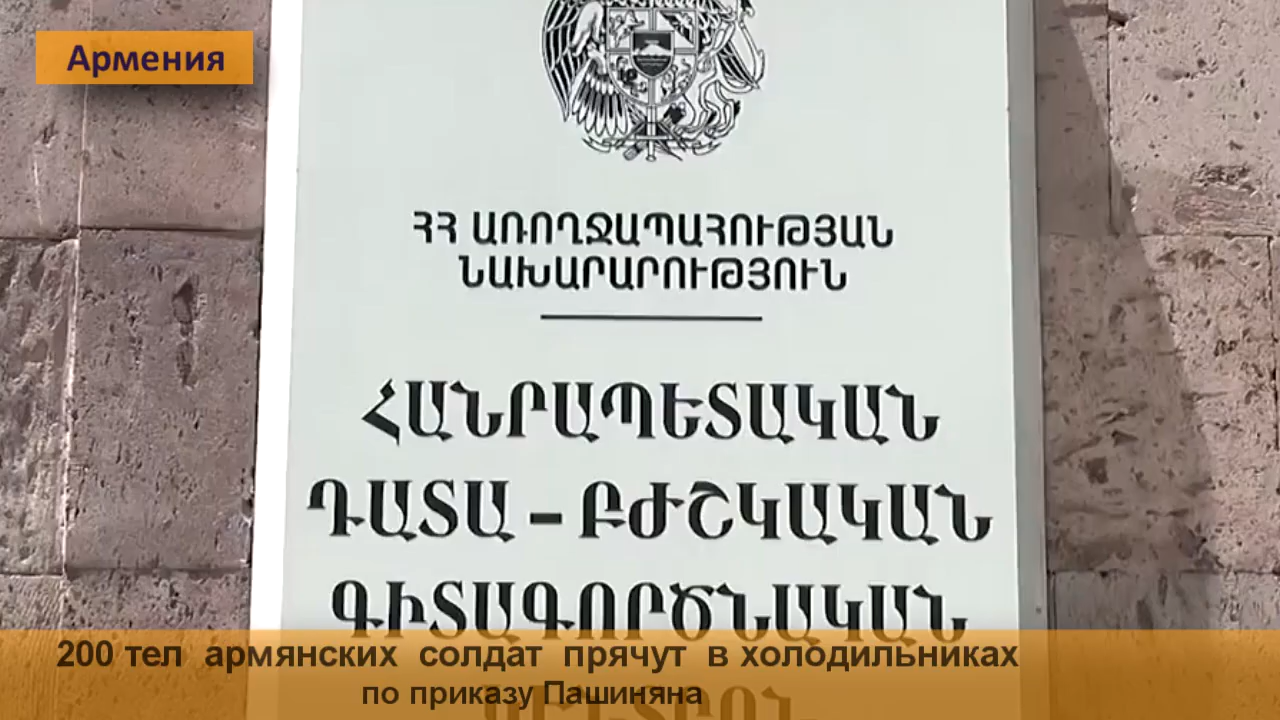 Армения
ՀՀ ԱՌՈՂՋԱՊԱՀՈՒԹՅԱՆ
ՆԱԽԱՐԱՐՈՒԹՅՈՒՆ
ՀԱՆՐԱՊԵՏԱԿԱՆ
ԴԱՏԱ – ԲԺՇԿԱԿԱՆ
ԳԻՏԱԳՈՐԾՆԱԿԱՆ
200 тел армянских солдат прячут в холодильниках
по приказу Пашиняна